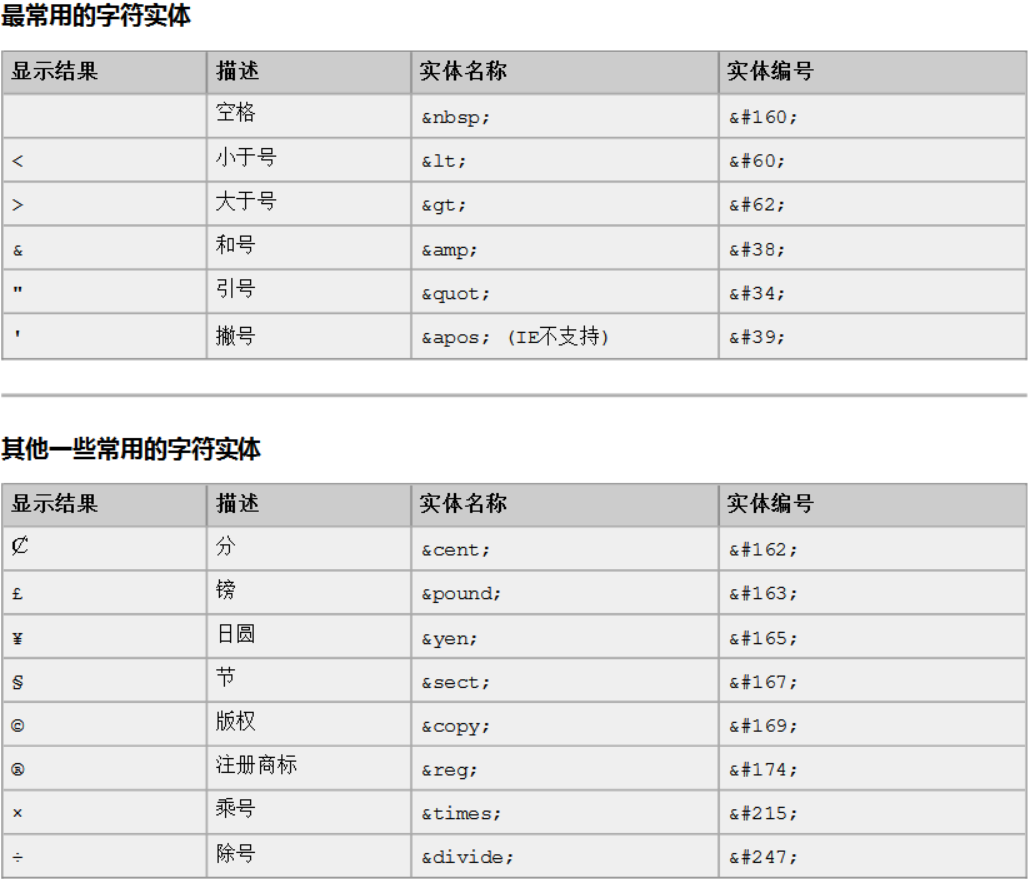 最常用的字符实体
显示结果 描述 实体名称 实体编号
空格 &nbsp; &#160;
< 小于号 &lt; &#60;
> 大于号 &gt; &#62;
& 和号 &amp; &#38;
" 引号 &quot; &#34;
' 撇号 &apos; (IE不支持) &#39;
其他一些常用的字符实体
显示结果 描述 实体名称 实体编号
₡ 分 &cent; &#162;
£ 镑 &pound; &#163;
¥ 日圆 &yen; &#165;
§ 节 &sect; &#167;
© 版权 &copy; &#169;
® 注册商标 &reg; &#174;
× 乘号 &times; &#215;
÷ 除号 &divide; &#247;